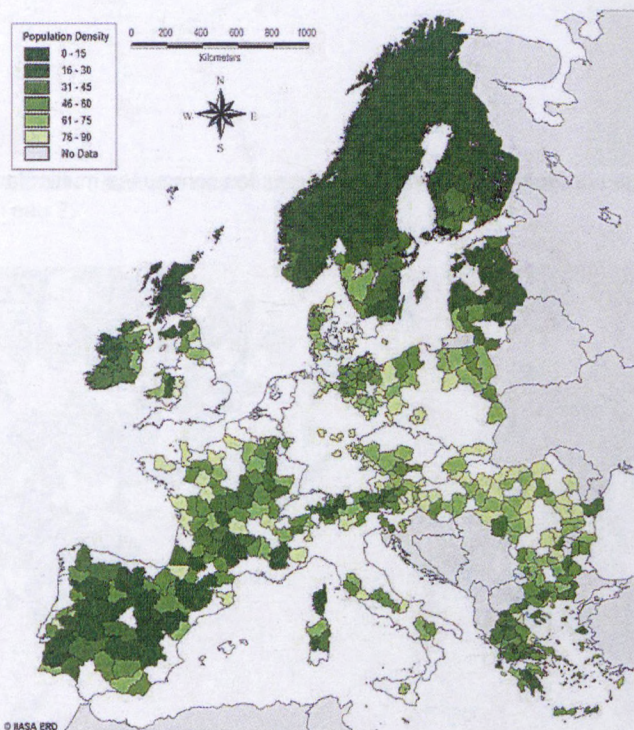 Population Density
0 - 15
16 - 30
31 - 45
46 - 60
61 - 75
76 - 90
No Data
0 200 400 600 800 1000
Kilometers
N
W E
S
© IIASA ERD